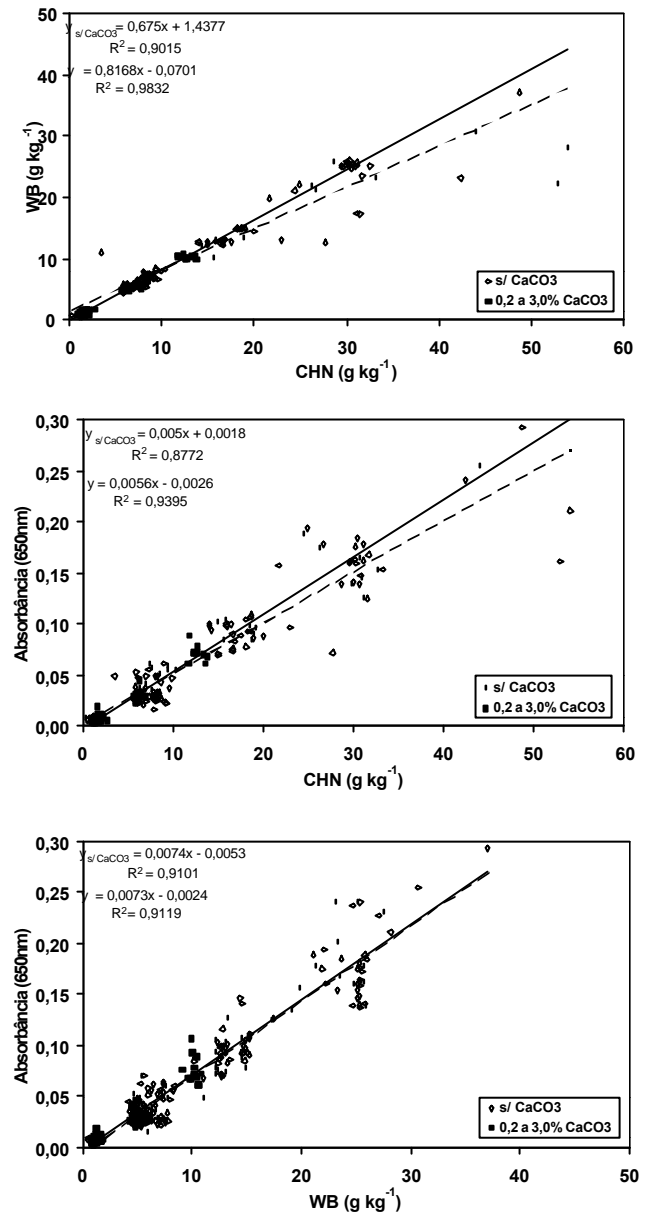 y s/ CaCO3 = 0,675x + 1,4377
R² = 0,9015
y = 0,8168x - 0,0701
R² = 0,9832
50
40
30
20
10
0
WB (g kg⁻¹)
s/ CaCO3
0,2 a 3,0% CaCO3
0 10 20 30 40 50 60
CHN (g kg⁻¹)
0,30
0,25
0,20
0,15
0,10
0,05
0,00
Absorbância (650nm)
y s/ CaCO3 = 0,005x + 0,0018
R² = 0,8772
y = 0,0056x - 0,0026
R² = 0,9395
s/ CaCO3
0,2 a 3,0% CaCO3
0 10 20 30 40 50 60
CHN (g kg⁻¹)
0,30
0,25
0,20
0,15
0,10
0,05
0,00
Absorbância (650nm)
y s/ CaCO3 = 0,0074x - 0,0053
R² = 0,9101
y = 0,0073x - 0,0024
R² = 0,9119
s/ CaCO3
0,2 a 3,0% CaCO3
0 10 20 30 40 50
WB (g kg⁻¹)